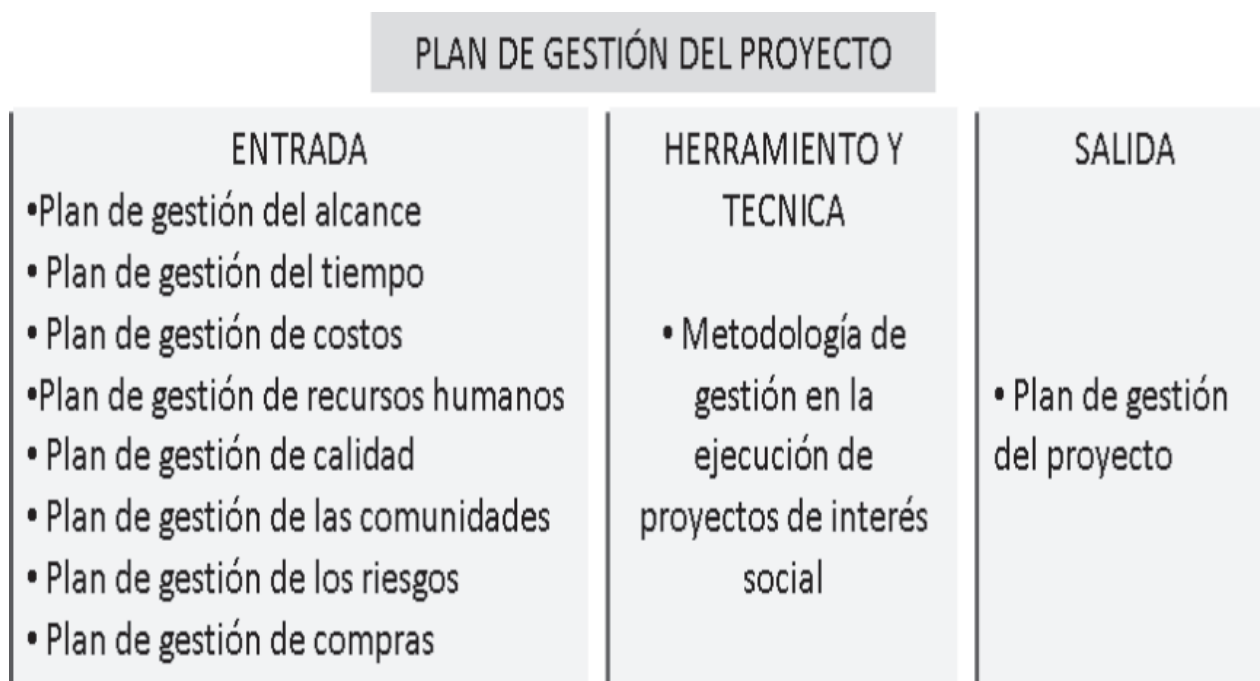 PLAN DE GESTIÓN DEL PROYECTO
ENTRADA
•Plan de gestión del alcance
• Plan de gestión del tiempo
• Plan de gestión de costos
•Plan de gestión de recursos humanos
• Plan de gestión de calidad
• Plan de gestión de las comunidades
• Plan de gestión de los riesgos
• Plan de gestión de compras
HERRAMIENTO Y
TECNICA
• Metodología de
gestión en la
ejecución de
proyectos de interés
social
SALIDA
• Plan de gestión
del proyecto